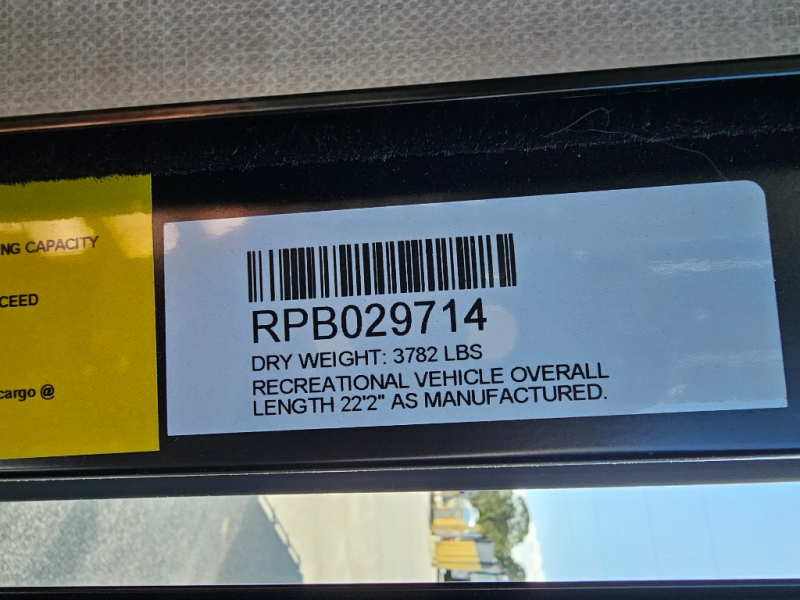 NG CAPACITY
CEED
cargo @
RPB029714
DRY WEIGHT: 3782 LBS
RECREATIONAL VEHICLE OVERALL
LENGTH 22'2" AS MANUFACTURED.